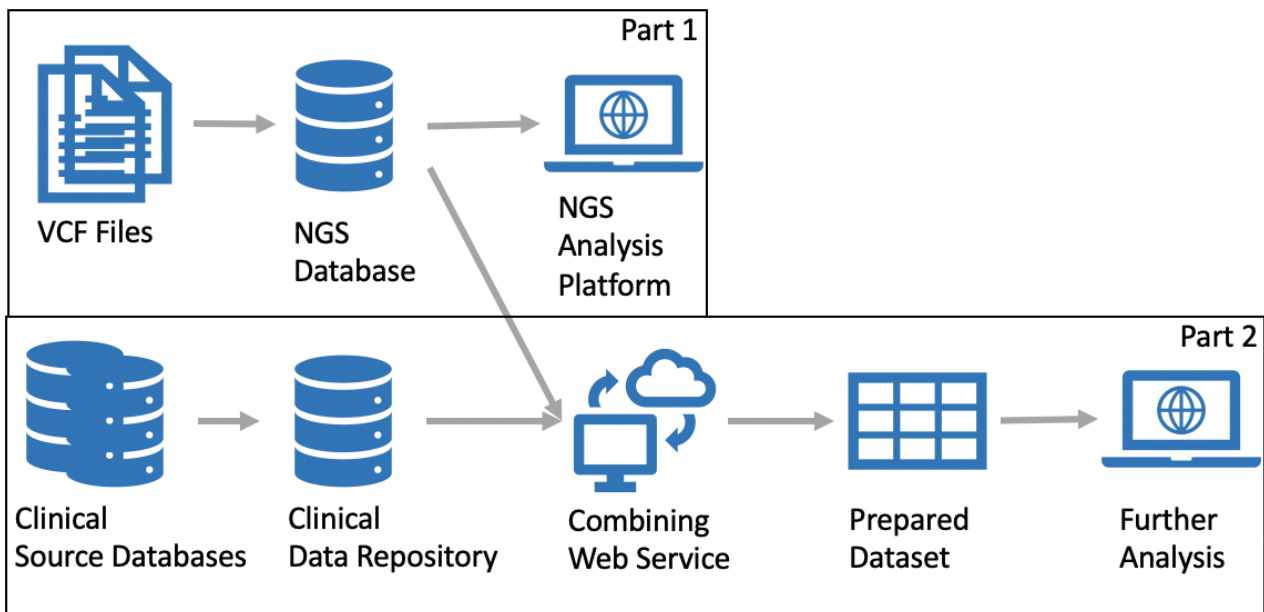 Part 1
VCF Files
NGS
Database
NGS
Analysis
Platform
Part 2
Clinical
Source Databases
Clinical
Data Repository
Combining
Web Service
Prepared
Dataset
Further
Analysis